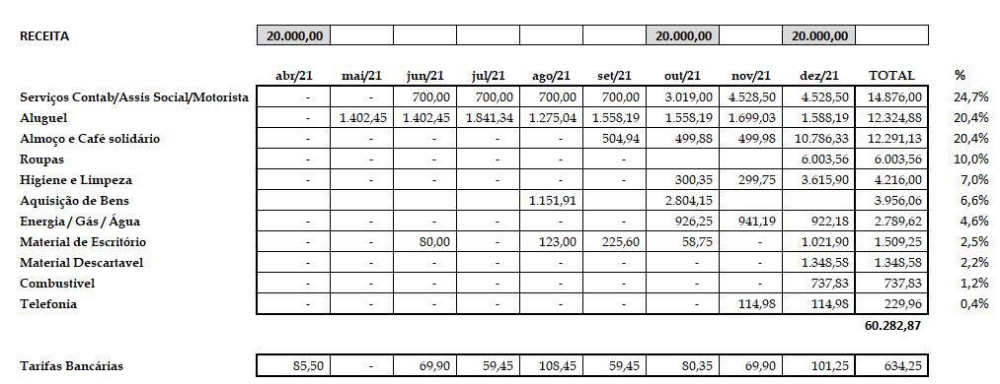 RECEITA 20.000,00 20.000,00 20.000,00
abr/21 mai/21 jun/21 jul/21 ago/21 set/21 out/21 nov/21 dez/21 TOTAL %
Serviços Contab/Assis Social/Motorista - - 700,00 700,00 700,00 700,00 3.019,00 4.528,50 4.528,50 14.876,00 24,7%
Aluguel - 1.402,45 1.402,45 1.841,34 1.275,04 1.558,19 1.558,19 1.699,03 1.588,19 12.324,88 20,4%
Almoço e Café solidário - - - - - 504,94 499,88 499,98 10.786,33 12.291,13 20,4%
Roupas - - - - - - 6.003,56 6.003,56 10,0%
Higiene e Limpeza - - - - - - 300,35 299,75 3.615,90 4.216,00 7,0%
Aquisição de Bens 1.151,91 2.804,15 3.956,06 6,6%
Energia / Gás / Água - - - - - - 926,25 941,19 922,18 2.789,62 4,6%
Material de Escritório - - 80,00 - 123,00 225,60 58,75 - 1.021,90 1.509,25 2,5%
Material Descartavel - - - - - - - - 1.348,58 1.348,58 2,2%
Combustivel - - - - - - - - 737,83 737,83 1,2%
Telefonia - - - - - - - 114,98 114,98 229,96 0,4%
60.282,87
Tarifas Bancárias 85,50 - 69,90 59,45 108,45 59,45 80,35 69,90 101,25 634,25